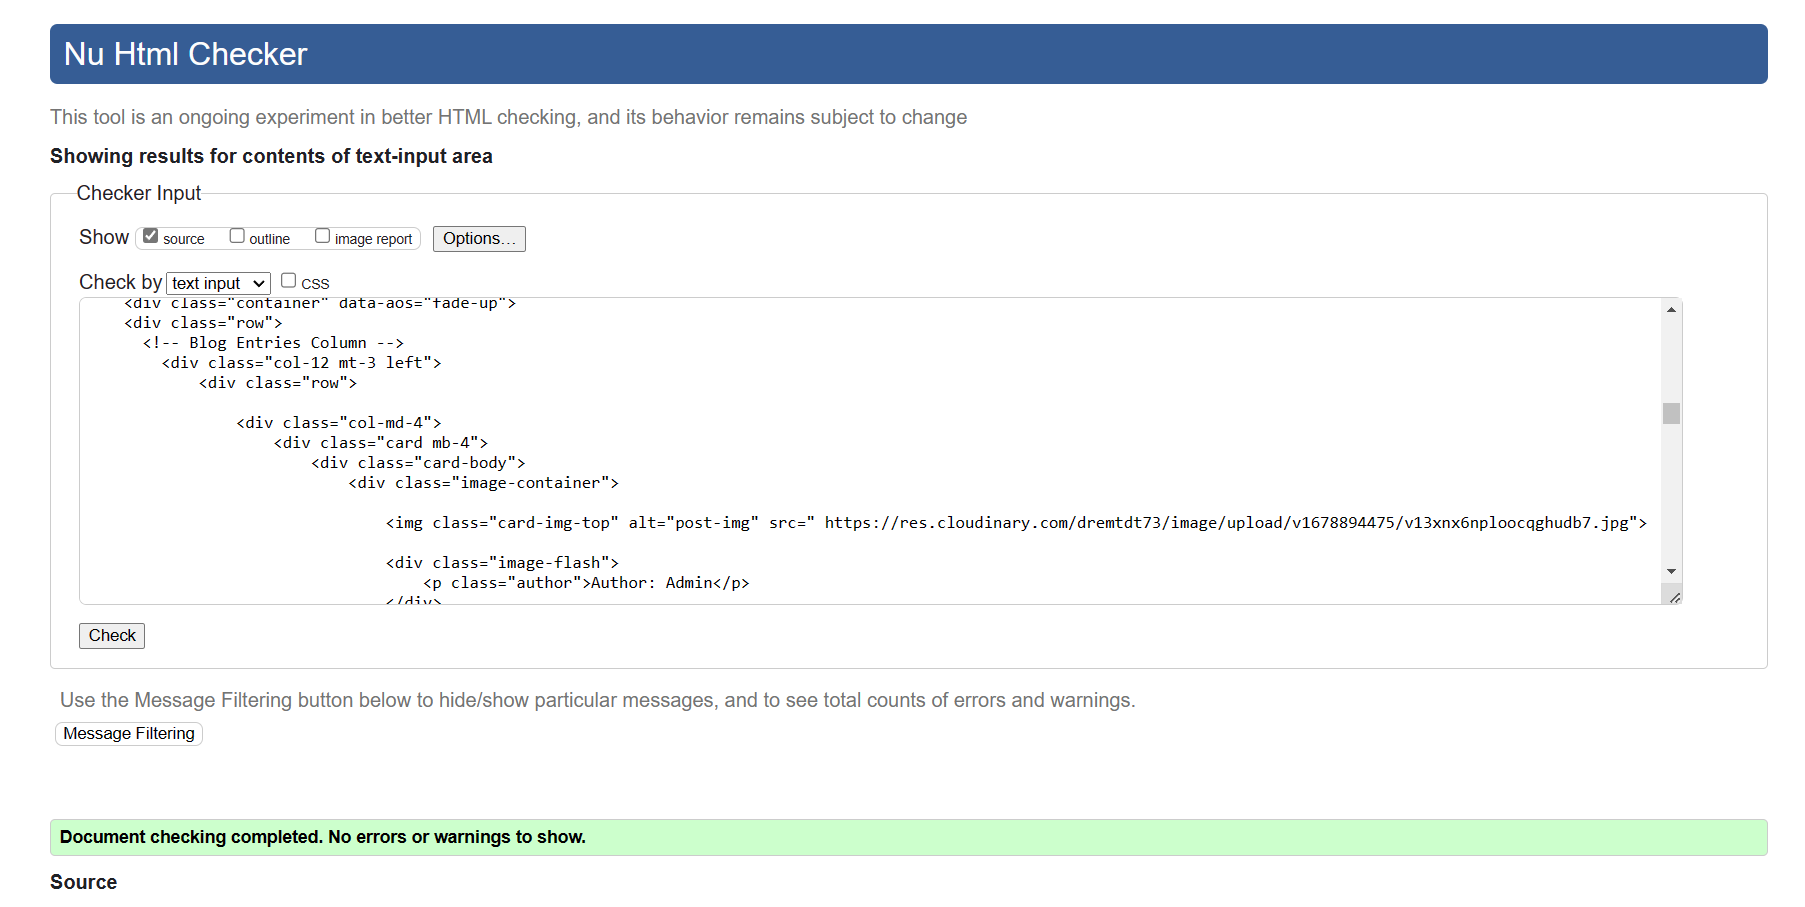 Nu Html Checker
This tool is an ongoing experiment in better HTML checking, and its behavior remains subject to change
Showing results for contents of text-input area
Checker Input
Show source outline image report Options...
Check by text input CSS
<div class="container" data-aos="fade-up">
<div class="row">
<!-- Blog Entries Column -->
<div class="col-12 mt-3 left">
<div class="row">
<div class="col-md-4">
<div class="card mb-4">
<div class="card-body">
<div class="image-container">
<img class="card-img-top" alt="post-img" src=" https://res.cloudinary.com/dremtdt73/image/upload/v1678894475/v13xnx6nploocqghudb7.jpg">
<div class="image-flash">
<p class="author">Author: Admin</p>
</div>
Check
Use the Message Filtering button below to hide/show particular messages, and to see total counts of errors and warnings.
Message Filtering
Document checking completed. No errors or warnings to show.
Source